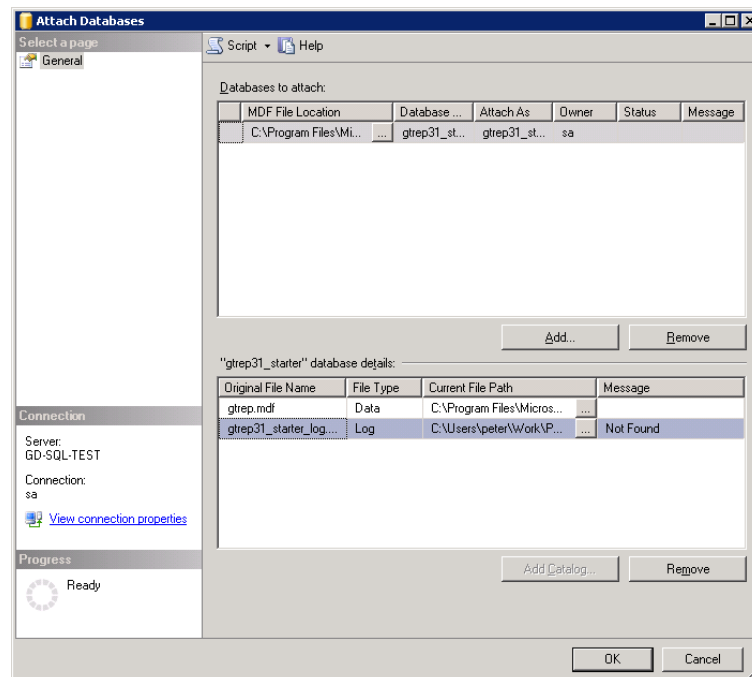 Attach Databases
Select a page
General
Script Help
Databases to attach:
MDF File Location Database ... Attach As Owner Status Message
C:\Program Files\Mi... ... gtrep31_st... gtrep31_st... sa
Add... Remove
"gtrep31_starter" database details:
Original File Name File Type Current File Path Message
gtrep.mdf Data C:\Program Files\Micros... ...
gtrep31_starter_log.... Log C:\Users\peter\Work\P... ... Not Found
Connection
Server:
GD-SQL-TEST
Connection:
sa
View connection properties
Progress
Ready
Add Catalog... Remove
OK Cancel